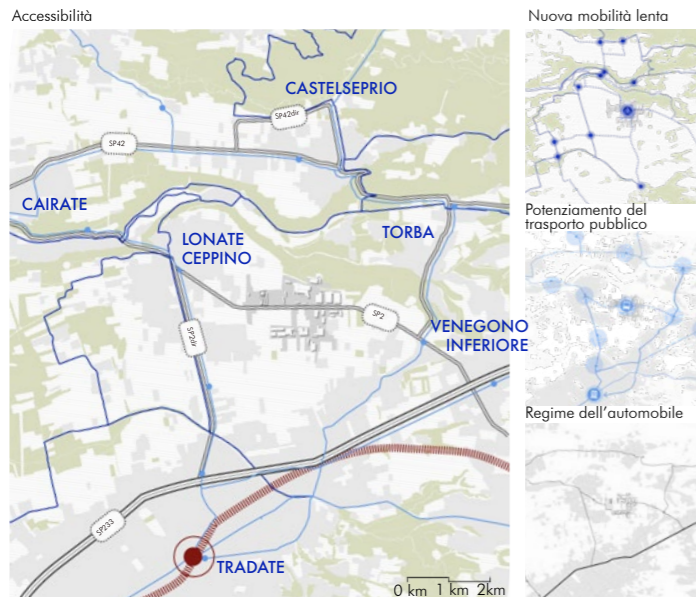 Accessibilità
Nuova mobilità lenta
CASTELSEPRIO
SP42dir
SP42
CAIRATE
LONATE
CEPPINO
TORBA
Potenziamento del
trasporto pubblico
SP2
SP2dir
VENEGONO
INFERIORE
Regime dell'automobile
SP233
TRADATE
0 km 1 km 2km